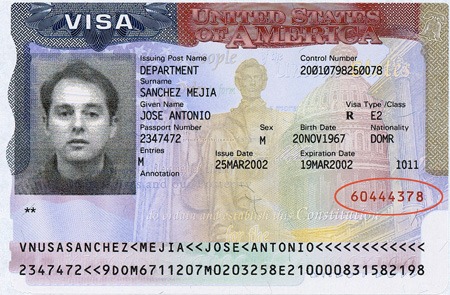 VISA United States of America
Issuing Post Name Control Number
DEPARTMENT 20010798250078
Surname
SANCHEZ MEJIA
Given Name Visa Type /Class
JOSE ANTONIO R E2
Passport Number Sex Birth Date Nationality
2347472 M 20NOV1967 DOMR
Entries Issue Date Expiration Date
M 25MAR2002 19MAR2002 1011
Annotation
60444378
**
Constitution
VNUSASANCHEZ<MEJIA<<JOSE<ANTONIO<<<<<<<<<<<<
2347472<<9DOM6711207M0203258E210000831582198